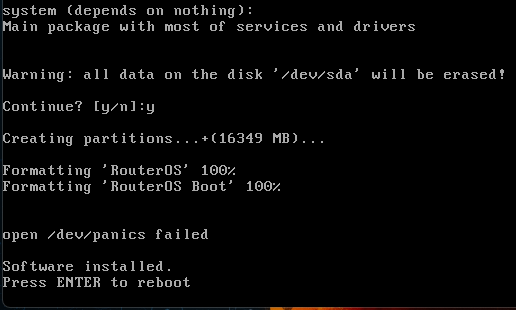 system (depends on nothing):
Main package with most of services and drivers
Warning: all data on the disk '/dev/sda' will be erased!
Continue? [y/n]:y
Creating partitions...+(16349 MB)...
Formatting 'RouterOS' 100%
Formatting 'RouterOS Boot' 100%
open /dev/panics failed
Software installed.
Press ENTER to reboot